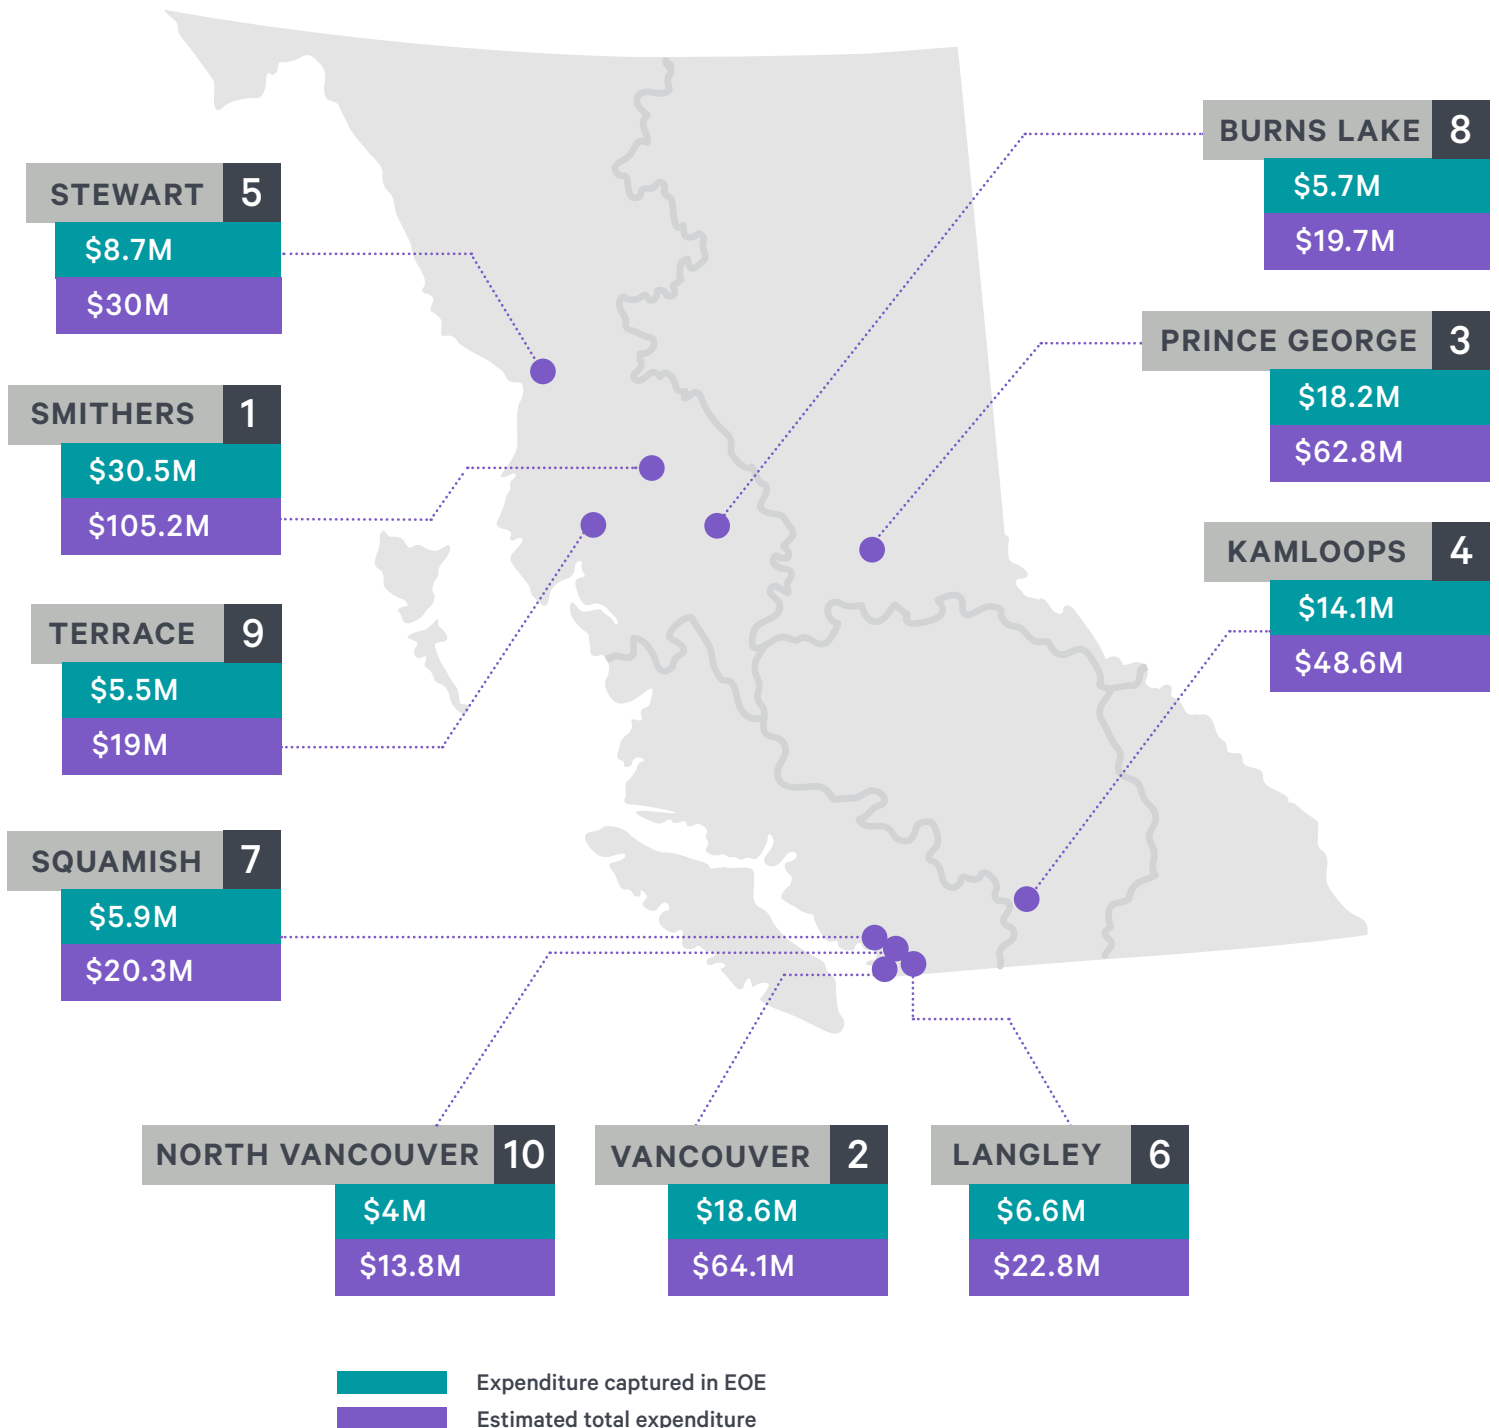 STEWART 5
$8.7M
$30M
SMITHERS 1
$30.5M
$105.2M
TERRACE 9
$5.5M
$19M
SQUAMISH 7
$5.9M
$20.3M
BURNS LAKE 8
$5.7M
$19.7M
PRINCE GEORGE 3
$18.2M
$62.8M
KAMLOOPS 4
$14.1M
$48.6M
NORTH VANCOUVER 10
$4M
$13.8M
VANCOUVER 2
$18.6M
$64.1M
LANGLEY 6
$6.6M
$22.8M
Expenditure captured in EOE
Estimated total expenditure